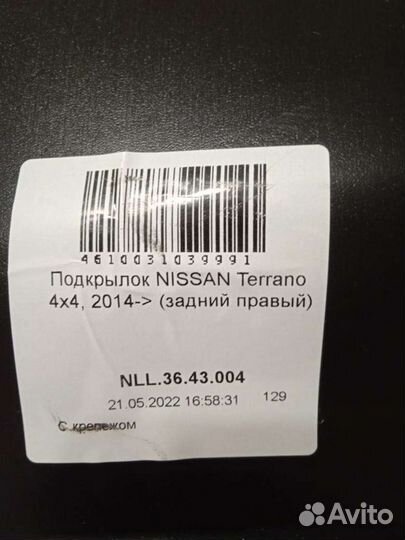 4610031039991
Подкрылок NISSAN Terrano
4x4, 2014-> (задний правый)
NLL.36.43.004
21.05.2022 16:58:31 129
С крепежом
Avito